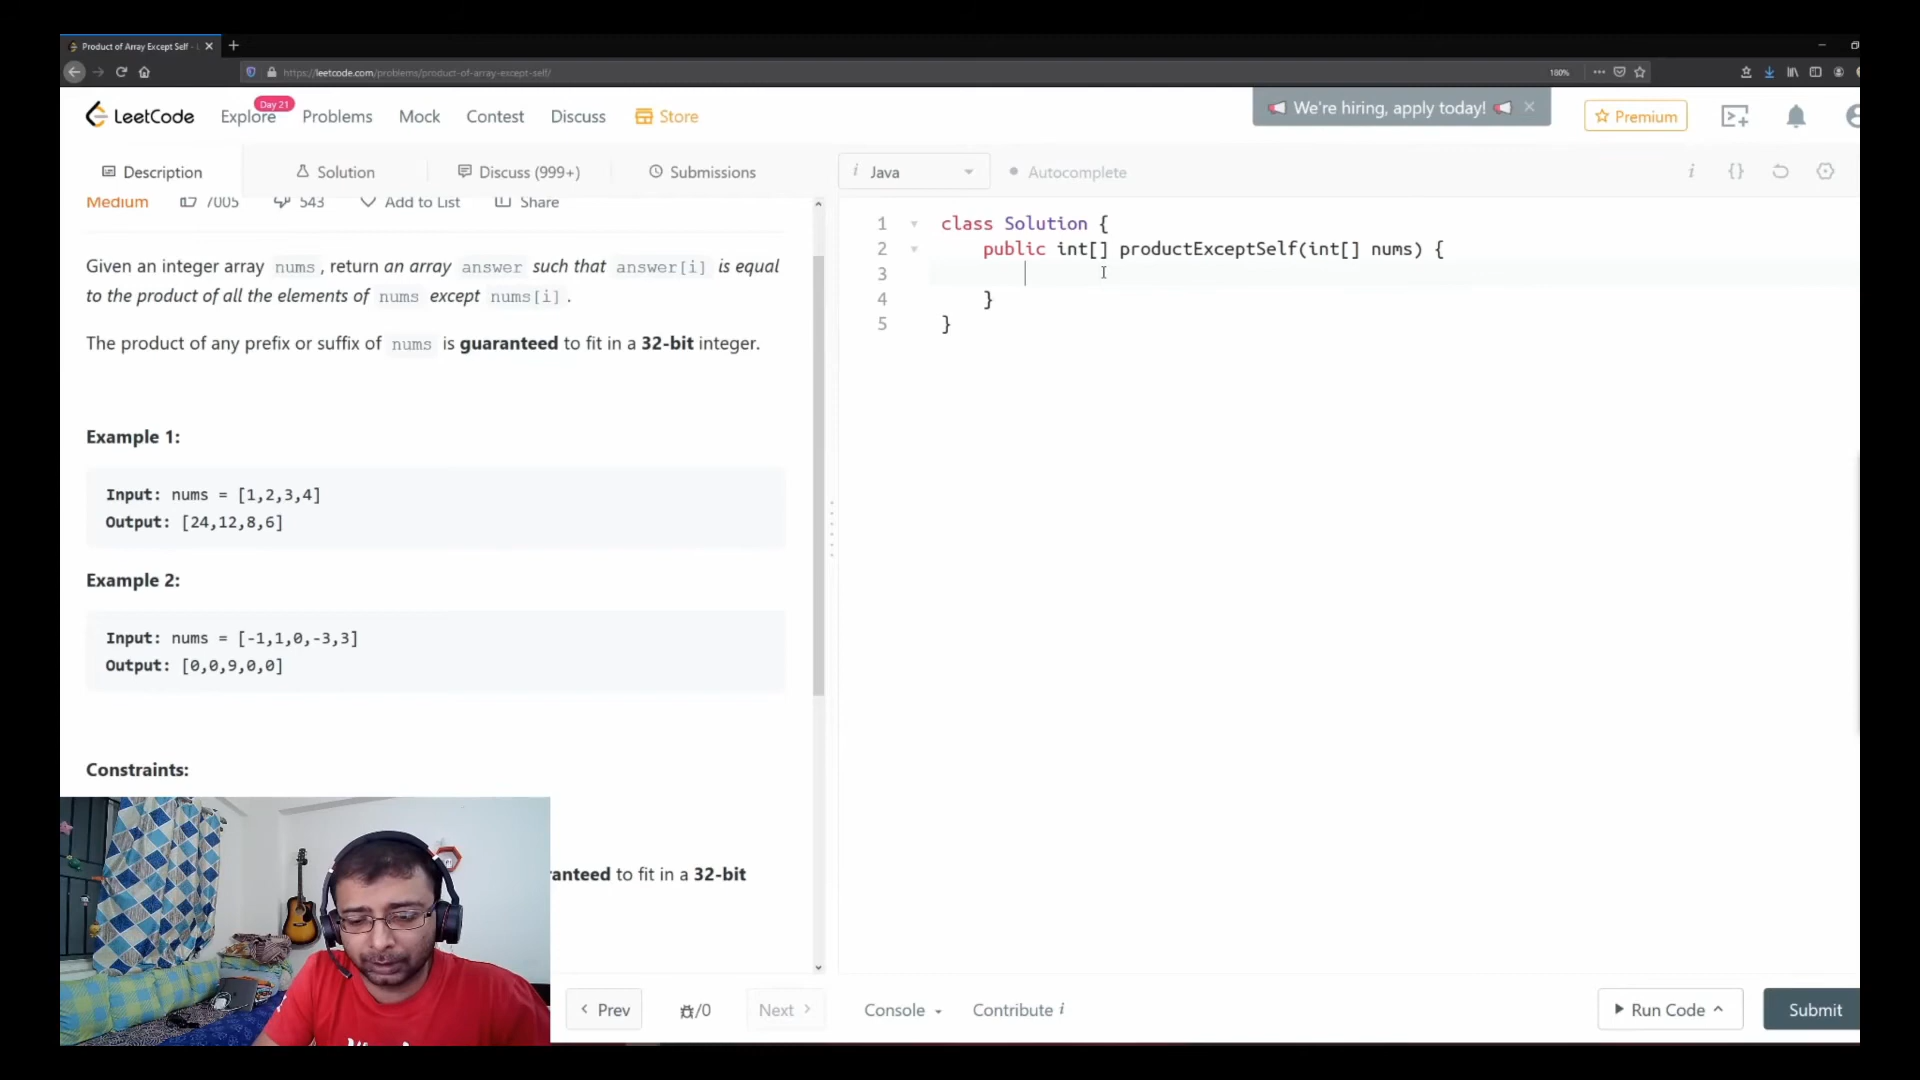 Product of Array Except Self -
https://leetcode.com/problems/product-of-array-except-self/
180%
LeetCode
Explore
Day 21
Problems
Mock
Contest
Discuss
Store
We're hiring, apply today!
Premium
Description
Solution
Discuss (999+)
Submissions
Medium
7005
543
Add to List
Share
Given an integer array nums, return an array answer such that answer[i] is equal
to the product of all the elements of nums except nums[i].
The product of any prefix or suffix of nums is guaranteed to fit in a 32-bit integer.
Example 1:
Input: nums = [1,2,3,4]
Output: [24,12,8,6]
Example 2:
Input: nums = [-1,1,0,-3,3]
Output: [0,0,9,0,0]
Constraints:
ranteed to fit in a 32-bit
Prev
/0
Next
i Java
Autocomplete
i {}
1 class Solution {
2 public int[] productExceptSelf(int[] nums) {
3
4 }
5 }
Console
Contribute i
Run Code
Submit